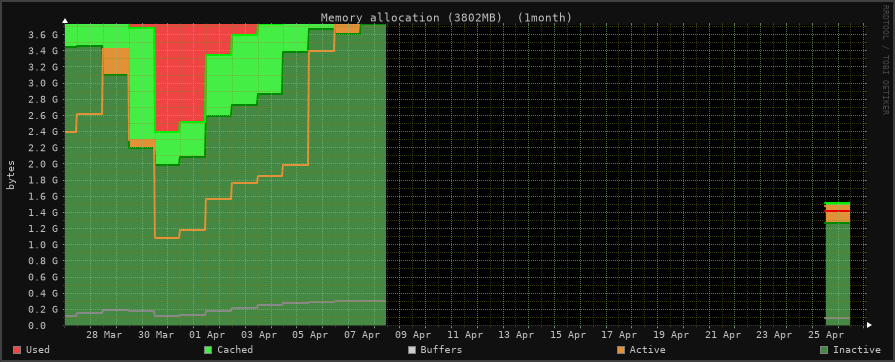 Memory allocation (3802MB)  (1month)
RRDTOOL / TOBI OETIKER
bytes
3.6 G
3.4 G
3.2 G
3.0 G
2.8 G
2.6 G
2.4 G
2.2 G
2.0 G
1.8 G
1.6 G
1.4 G
1.2 G
1.0 G
0.8 G
0.6 G
0.4 G
0.2 G
0.0
28 Mar 30 Mar 01 Apr 03 Apr 05 Apr 07 Apr 09 Apr 11 Apr 13 Apr 15 Apr 17 Apr 19 Apr 21 Apr 23 Apr 25 Apr
Used Cached Buffers Active Inactive